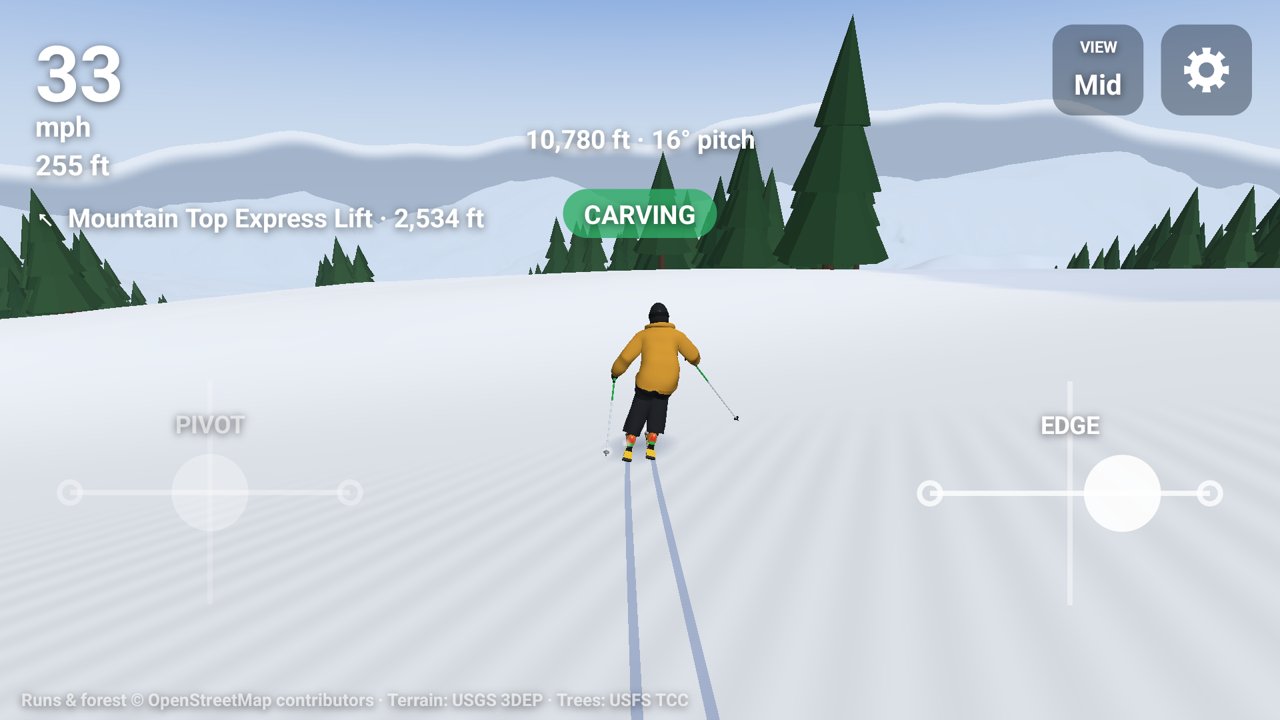 33
mph
255 ft
↖ Mountain Top Express Lift · 2,534 ft
10,780 ft · 16° pitch
CARVING
VIEW
Mid
PIVOT
EDGE
Runs & forest © OpenStreetMap contributors · Terrain: USGS 3DEP · Trees: USFS TCC